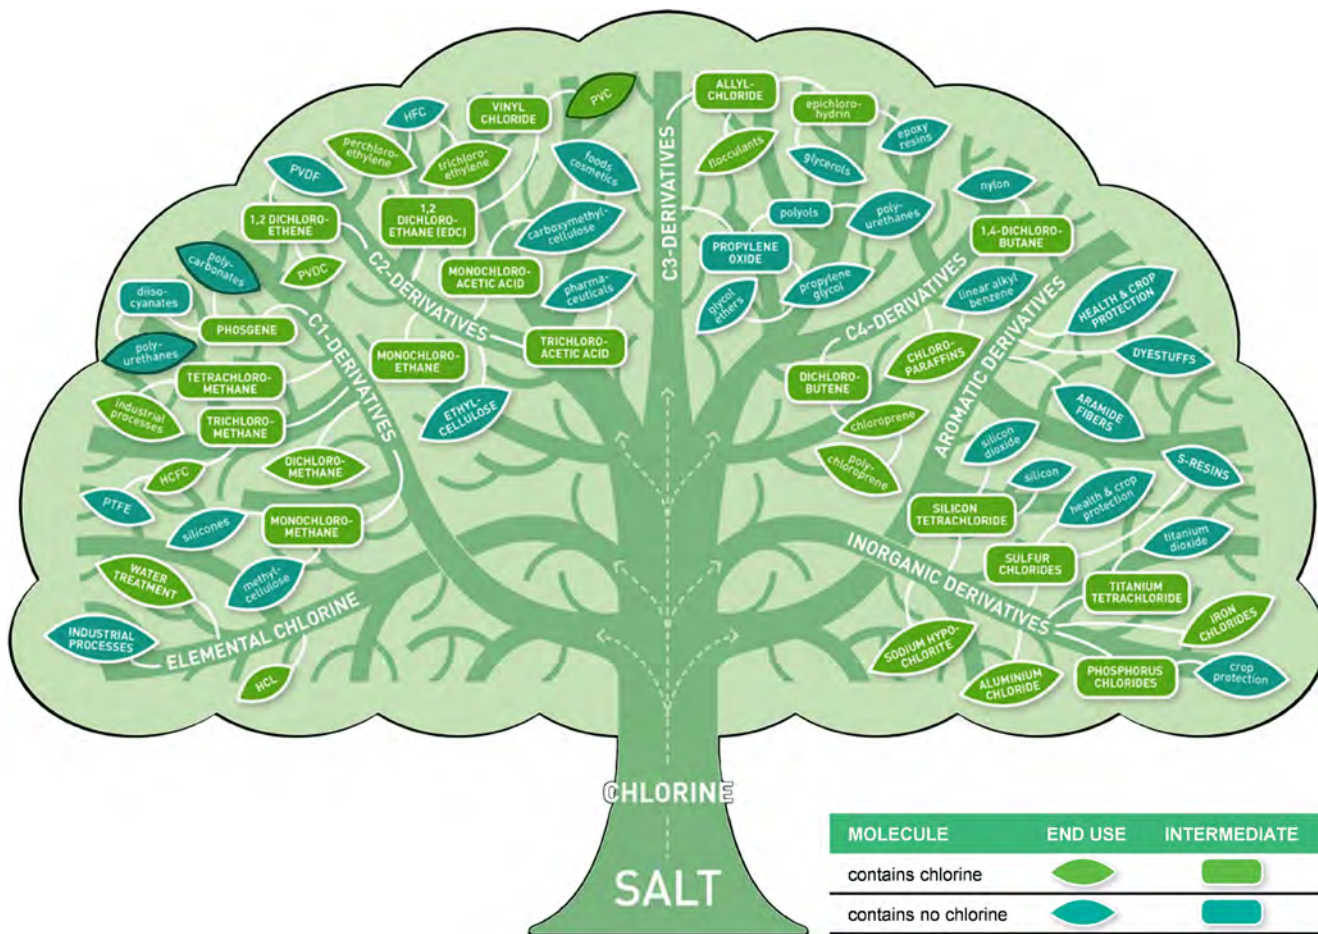 PVC
VINYL
CHLORIDE
HFC
perchloro-
ethylene
trichloro-
ethylene
foods
cosmetics
PVDF
1,2 DICHLORO-
ETHENE
1,2
DICHLORO-
ETHANE (EDC)
carboxymethyl-
cellulose
PVDC
C2-DERIVATIVES
MONOCHLORO-
ACETIC ACID
pharma-
ceuticals
TRICHLORO-
ACETIC ACID
MONOCHLORO-
ETHANE
ETHYL-
CELLULOSE
poly-
carbonates
diiso-
cyanates
PHOSGENE
poly-
urethanes
C1-DERIVATIVES
TETRACHLORO-
METHANE
industrial
processes
TRICHLORO-
METHANE
HCFC
DICHLORO-
METHANE
PTFE
silicones
MONOCHLORO-
METHANE
methyl-
cellulose
WATER
TREATMENT
INDUSTRIAL
PROCESSES
ELEMENTAL CHLORINE
HCL
C3-DERIVATIVES
ALLYL-
CHLORIDE
epichloro-
hydrin
flocculants
glycerols
epoxy
resins
polyols
poly-
urethanes
PROPYLENE
OXIDE
glycol
ethers
propylene
glycol
nylon
1,4-DICHLORO-
BUTANE
C4-DERIVATIVES
linear alkyl
benzene
CHLORO-
PARAFFINS
DICHLORO-
BUTENE
chloroprene
poly-
chloroprene
AROMATIC DERIVATIVES
HEALTH & CROP
PROTECTION
DYESTUFFS
ARAMIDE
FIBERS
silicon
dioxide
silicon
S-RESINS
health & crop
protection
SILICON
TETRACHLORIDE
titanium
dioxide
SULFUR
CHLORIDES
INORGANIC DERIVATIVES
TITANIUM
TETRACHLORIDE
IRON
CHLORIDES
SODIUM HYPO-
CHLORITE
ALUMINIUM
CHLORIDE
PHOSPHORUS
CHLORIDES
crop
protection
CHLORINE
SALT
MOLECULE END USE INTERMEDIATE
contains chlorine
contains no chlorine